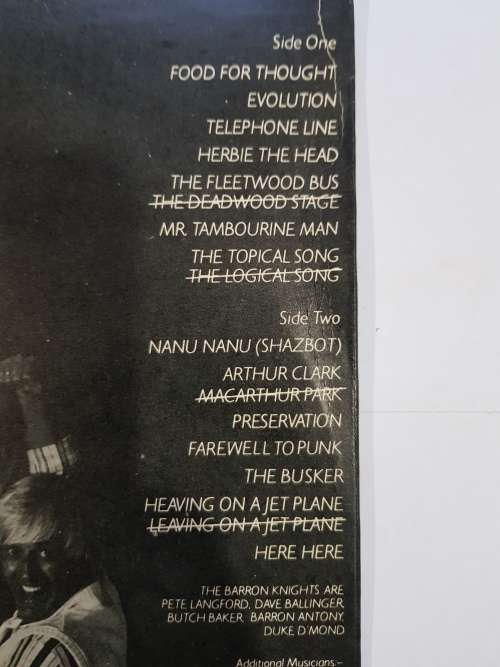 Side One
FOOD FOR THOUGHT
EVOLUTION
TELEPHONE LINE
HERBIE THE HEAD
THE FLEETWOOD BUS
THE DEADWOOD STAGE
MR. TAMBOURINE MAN
THE TOPICAL SONG
THE LOGICAL SONG
Side Two
NANU NANU (SHAZBOT)
ARTHUR CLARK
MACARTHUR PARK
PRESERVATION
FAREWELL TO PUNK
THE BUSKER
HEAVING ON A JET PLANE
LEAVING ON A JET PLANE
HERE HERE
THE BARRON KNIGHTS ARE
PETE LANGFORD, DAVE BALLINGER,
BUTCH BAKER, BARRON ANTONY,
DUKE D'MOND
Additional Musicians:-